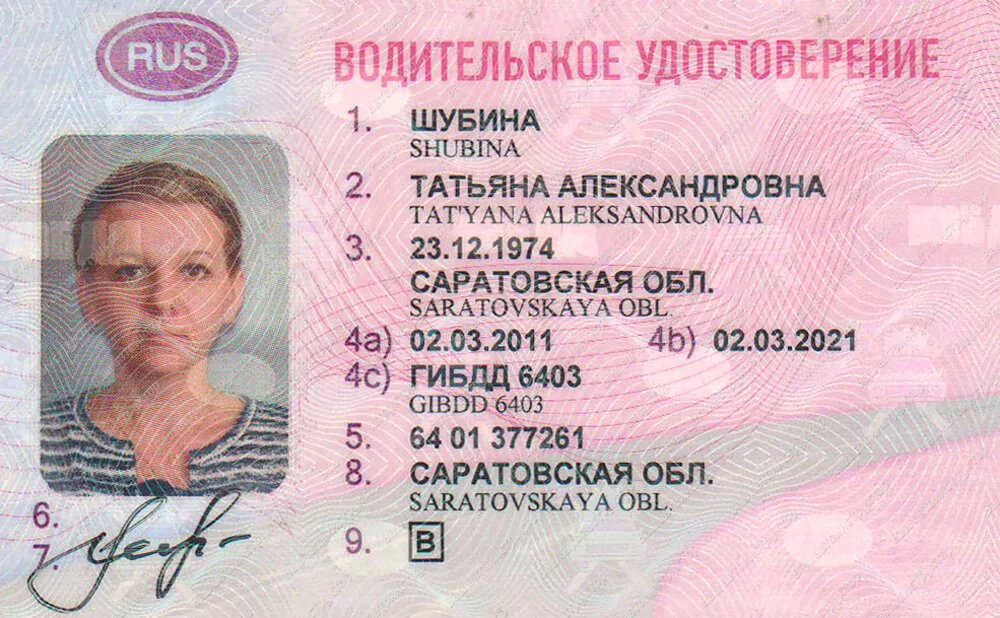 RUS
ВОДИТЕЛЬСКОЕ УДОСТОВЕРЕНИЕ
1. ШУБИНА
SHUBINA
2. ТАТЬЯНА АЛЕКСАНДРОВНА
TAT'YANA ALEKSANDROVNA
3. 23.12.1974
САРАТОВСКАЯ ОБЛ.
SARATOVSKAYA OBL.
4a) 02.03.2011 4b) 02.03.2021
4c) ГИБДД 6403
GIBDD 6403
5. 64 01 377261
8. САРАТОВСКАЯ ОБЛ.
SARATOVSKAYA OBL.
6.
7.
9. B